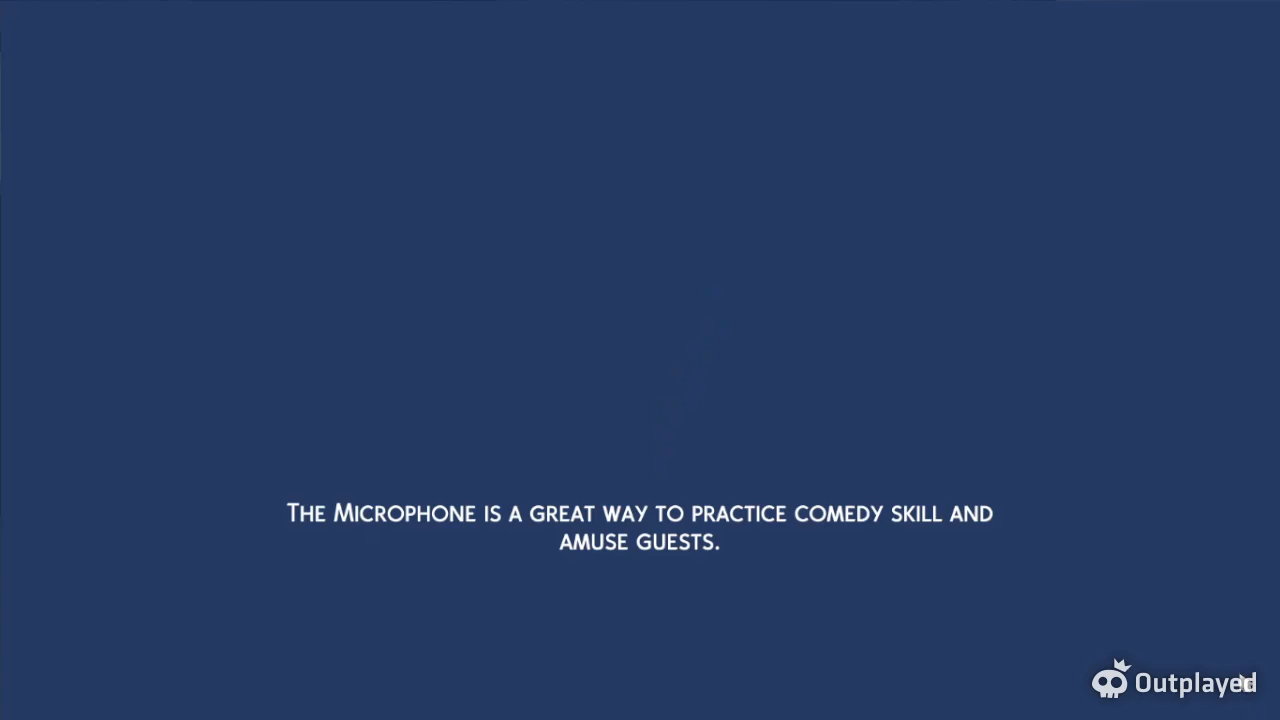 The Microphone is a great way to practice comedy skill and
amuse guests.
Outplayed